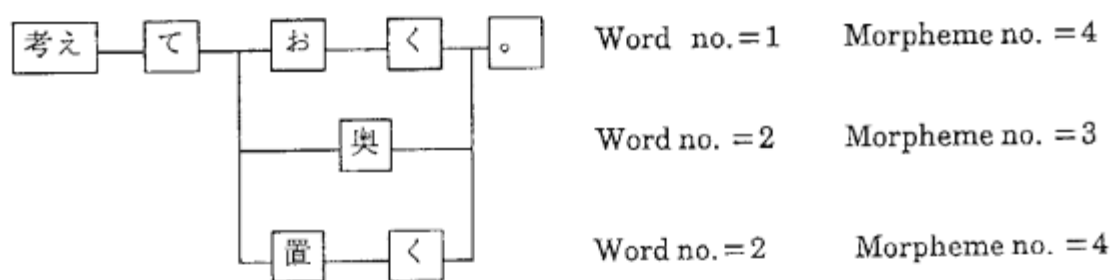 考え て お く 。 Word no.=1 Morpheme no. =4
奥 Word no. =2 Morpheme no. =3
置 く Word no.=2 Morpheme no. =4